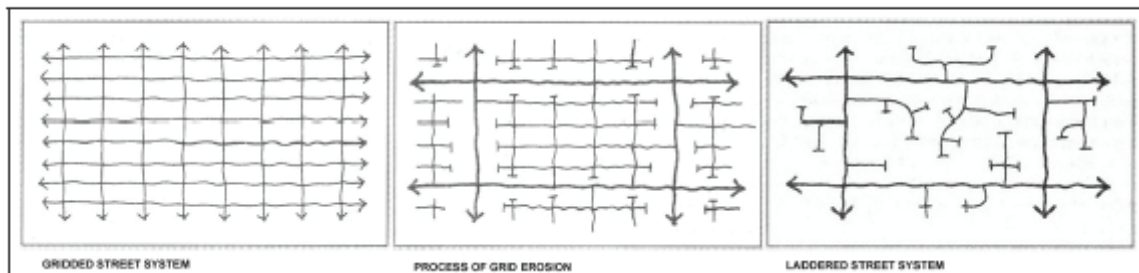 GRIDDED STREET SYSTEM
PROCESS OF GRID EROSION
LADDERED STREET SYSTEM